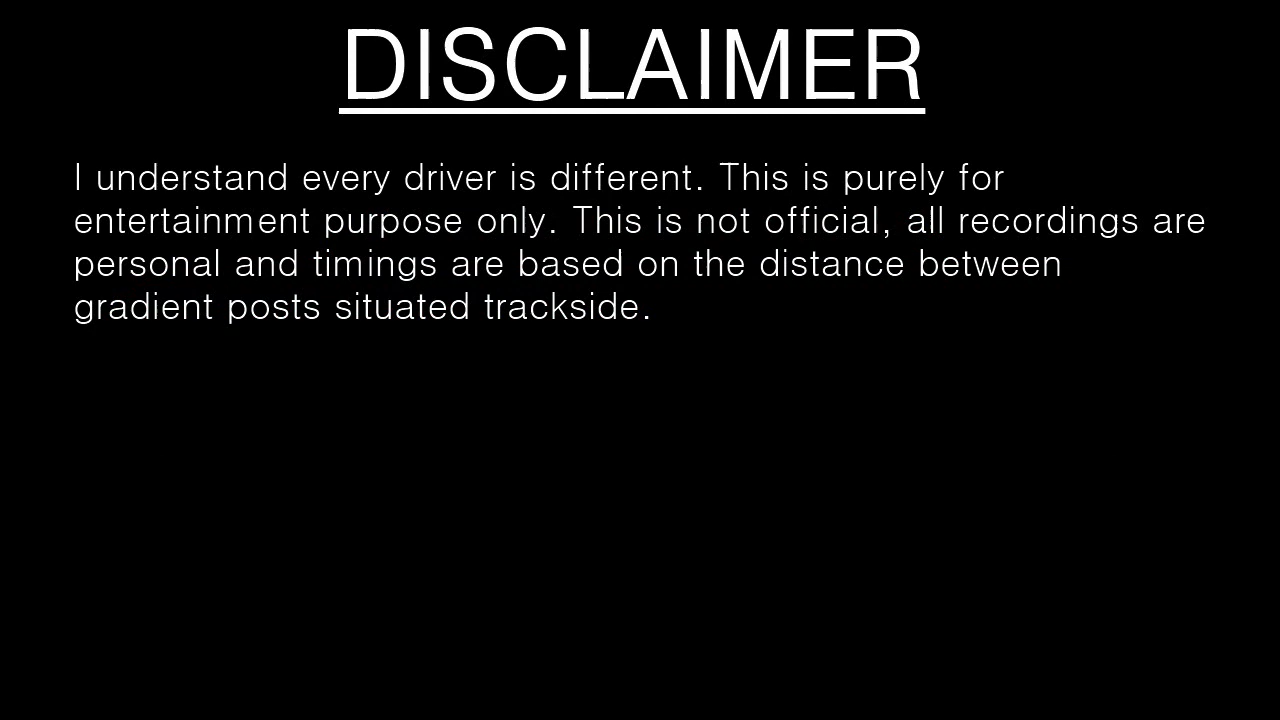 DISCLAIMER
I understand every driver is different. This is purely for
entertainment purpose only. This is not official, all recordings are
personal and timings are based on the distance between
gradient posts situated trackside.